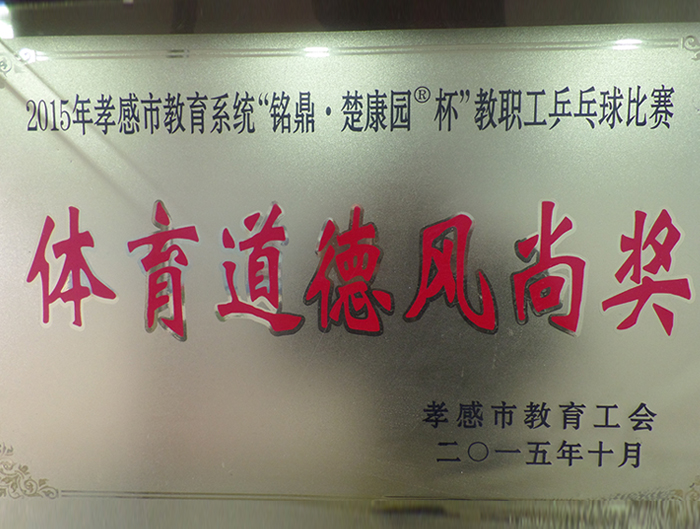 2015年孝感市教育系统“铭鼎·楚康园®杯”教职工乒乓球比赛
体育道德风尚奖
孝感市教育工会
二〇一五年十月